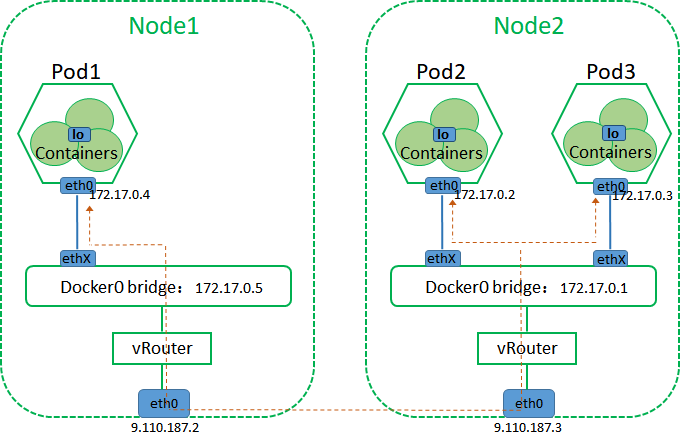 Node1
Node2
Pod1
Pod2
Pod3
lo
lo
lo
Containers
Containers
Containers
eth0
172.17.0.4
eth0
172.17.0.2
eth0
172.17.0.3
ethX
ethX
ethX
Docker0 bridge：172.17.0.5
Docker0 bridge：172.17.0.1
vRouter
vRouter
eth0
eth0
9.110.187.2
9.110.187.3